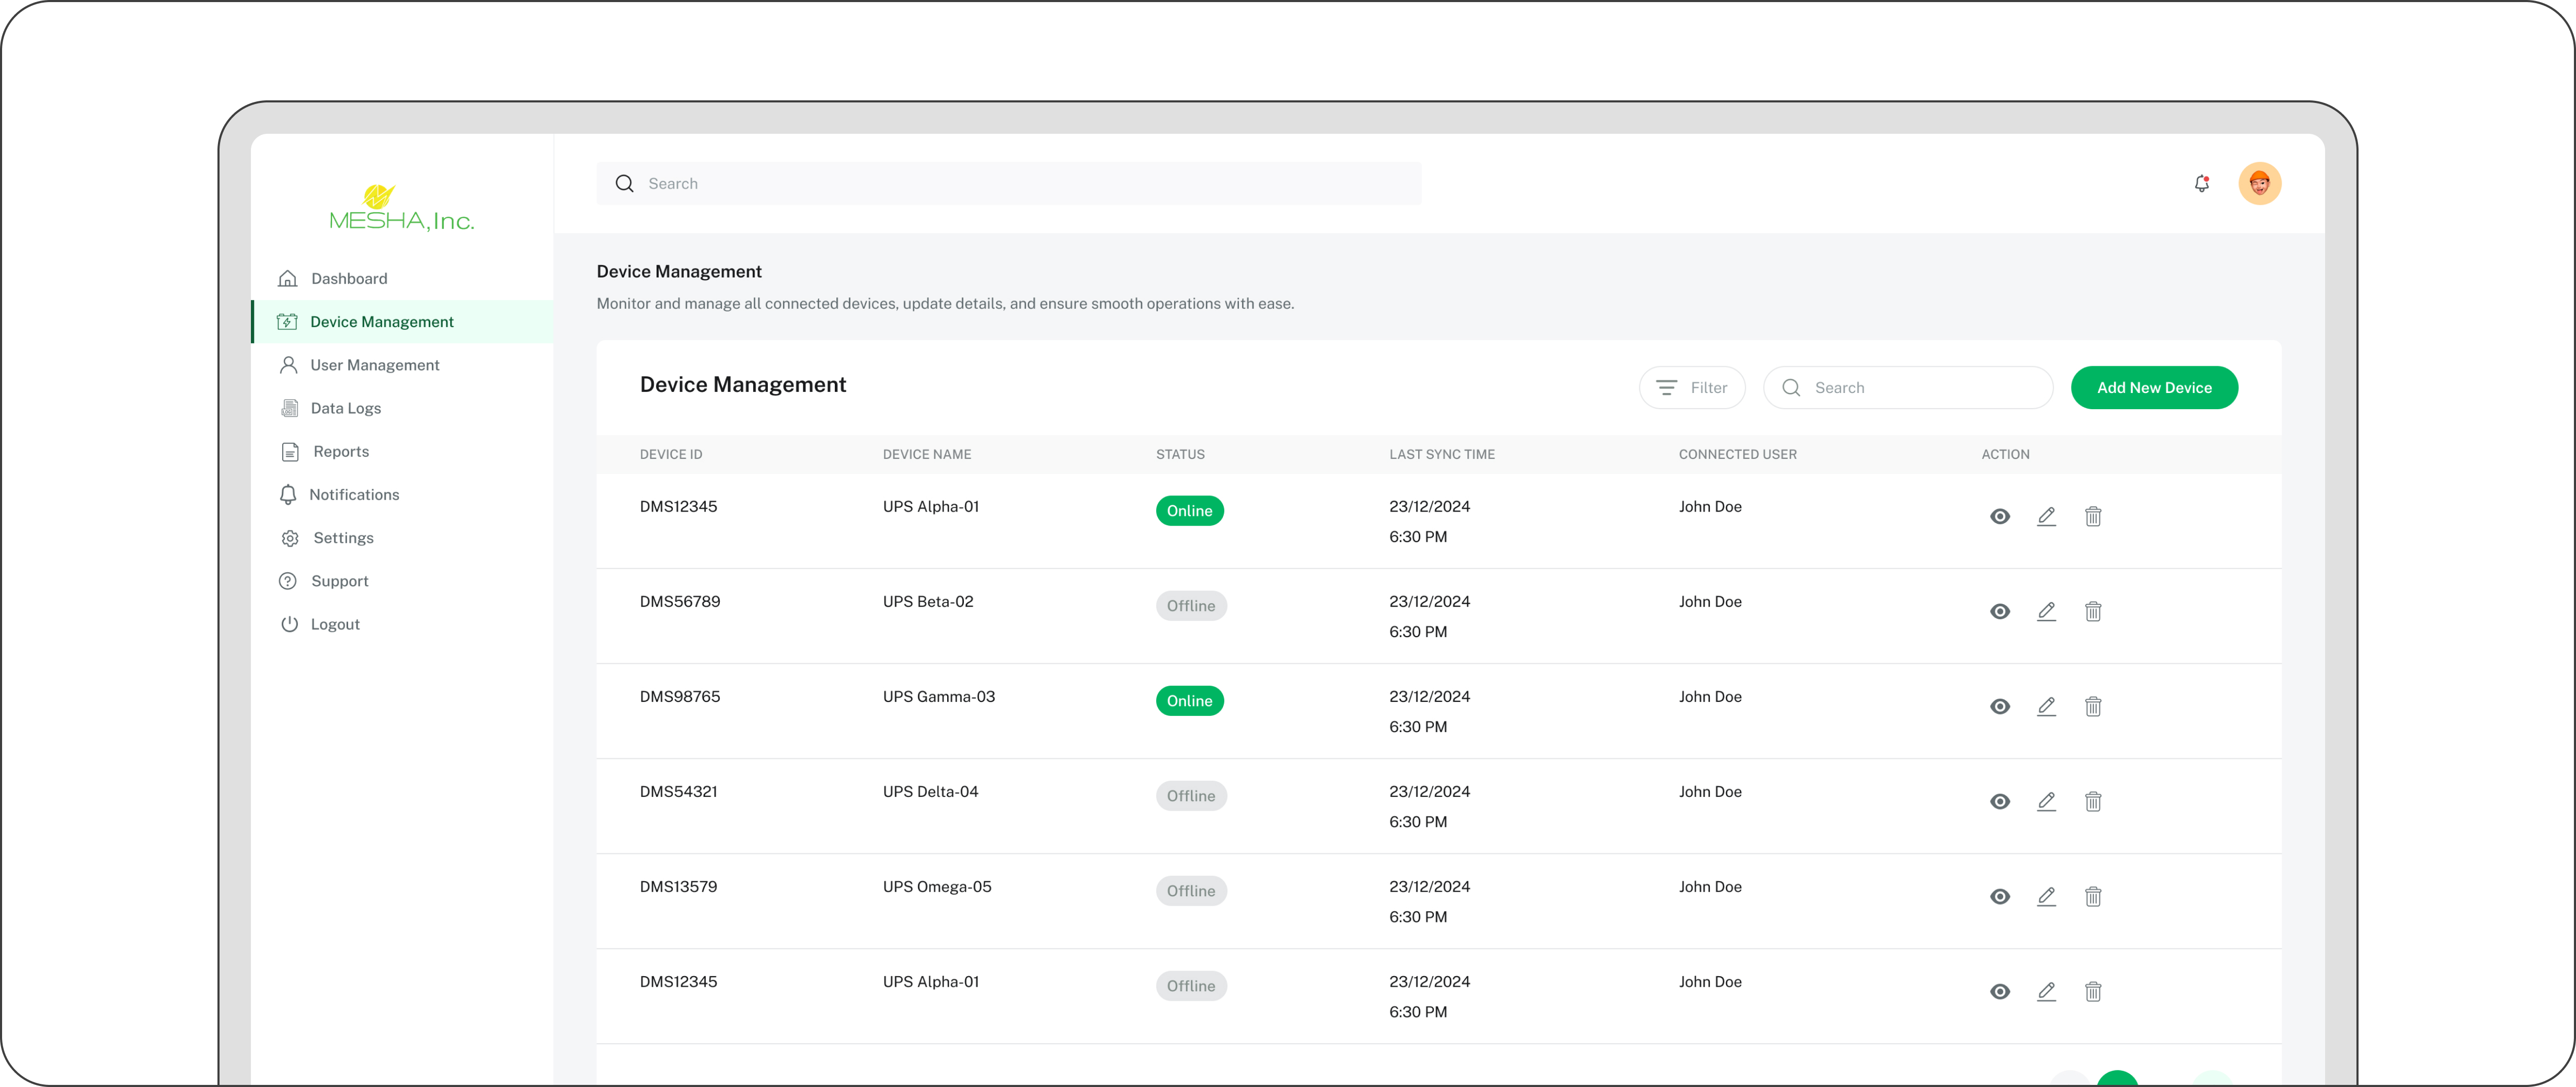 MESHA, Inc.
Dashboard
Device Management
User Management
Data Logs
Reports
Notifications
Settings
Support
Logout
Search
Device Management
Monitor and manage all connected devices, update details, and ensure smooth operations with ease.
Device Management
Filter
Search
Add New Device
DEVICE ID DEVICE NAME STATUS LAST SYNC TIME CONNECTED USER ACTION
DMS12345 UPS Alpha-01 Online 23/12/2024 John Doe
6:30 PM
DMS56789 UPS Beta-02 Offline 23/12/2024 John Doe
6:30 PM
DMS98765 UPS Gamma-03 Online 23/12/2024 John Doe
6:30 PM
DMS54321 UPS Delta-04 Offline 23/12/2024 John Doe
6:30 PM
DMS13579 UPS Omega-05 Offline 23/12/2024 John Doe
6:30 PM
DMS12345 UPS Alpha-01 Offline 23/12/2024 John Doe
6:30 PM